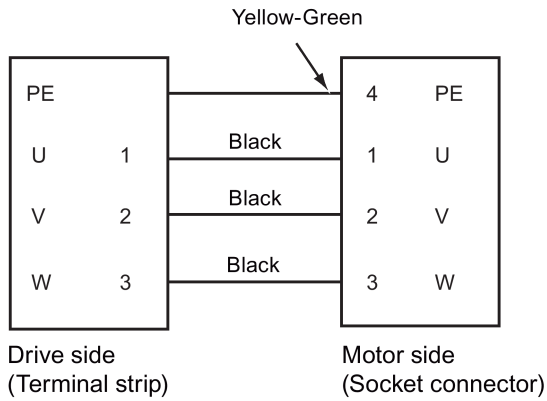 Yellow-Green
PE 4 PE
U 1 Black 1 U
V 2 Black 2 V
W 3 Black 3 W
Drive side
(Terminal strip)
Motor side
(Socket connector)